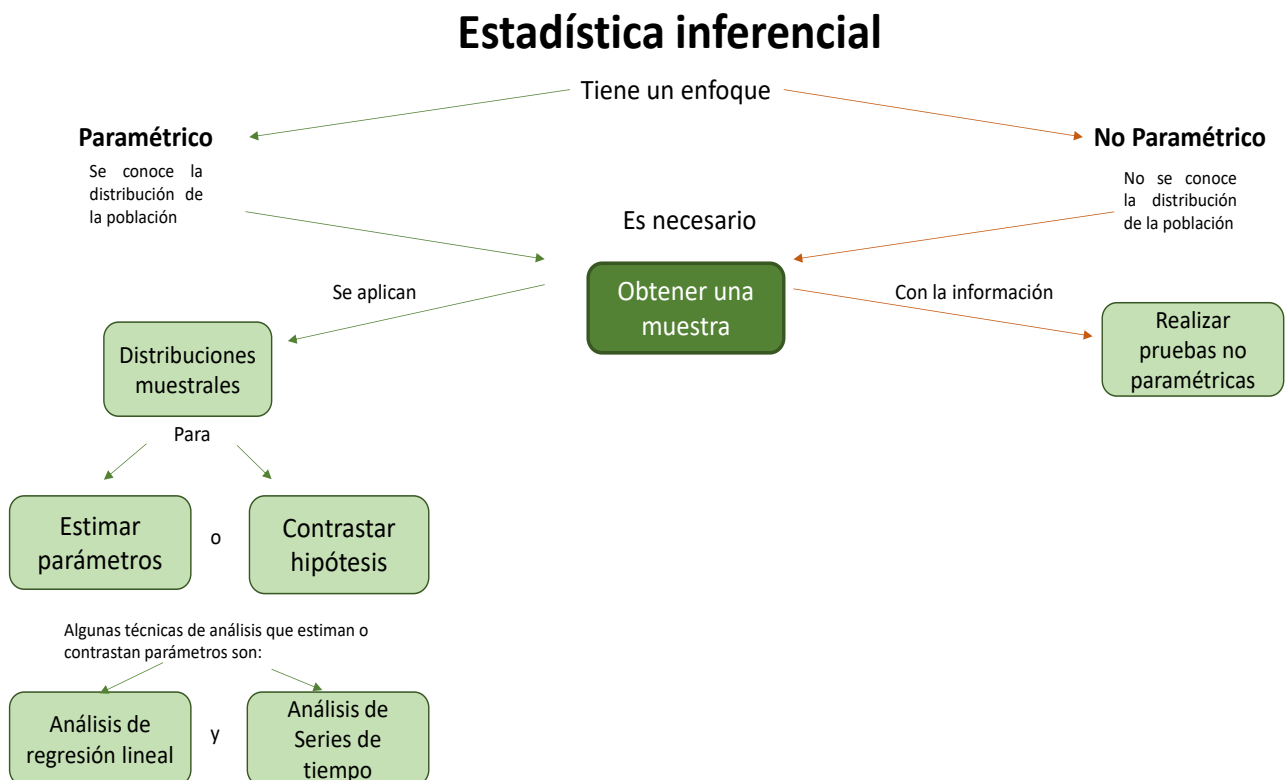 Estadística inferencial
Tiene un enfoque
Paramétrico
Se conoce la
distribución de
la población
No Paramétrico
No se conoce
la distribución
de la población
Es necesario
Obtener una
muestra
Se aplican
Con la información
Distribuciones
muestrales
Realizar
pruebas no
paramétricas
Para
Estimar
parámetros
o
Contrastar
hipótesis
Algunas técnicas de análisis que estiman o
contrastan parámetros son:
Análisis de
regresión lineal
y
Análisis de
Series de
tiempo